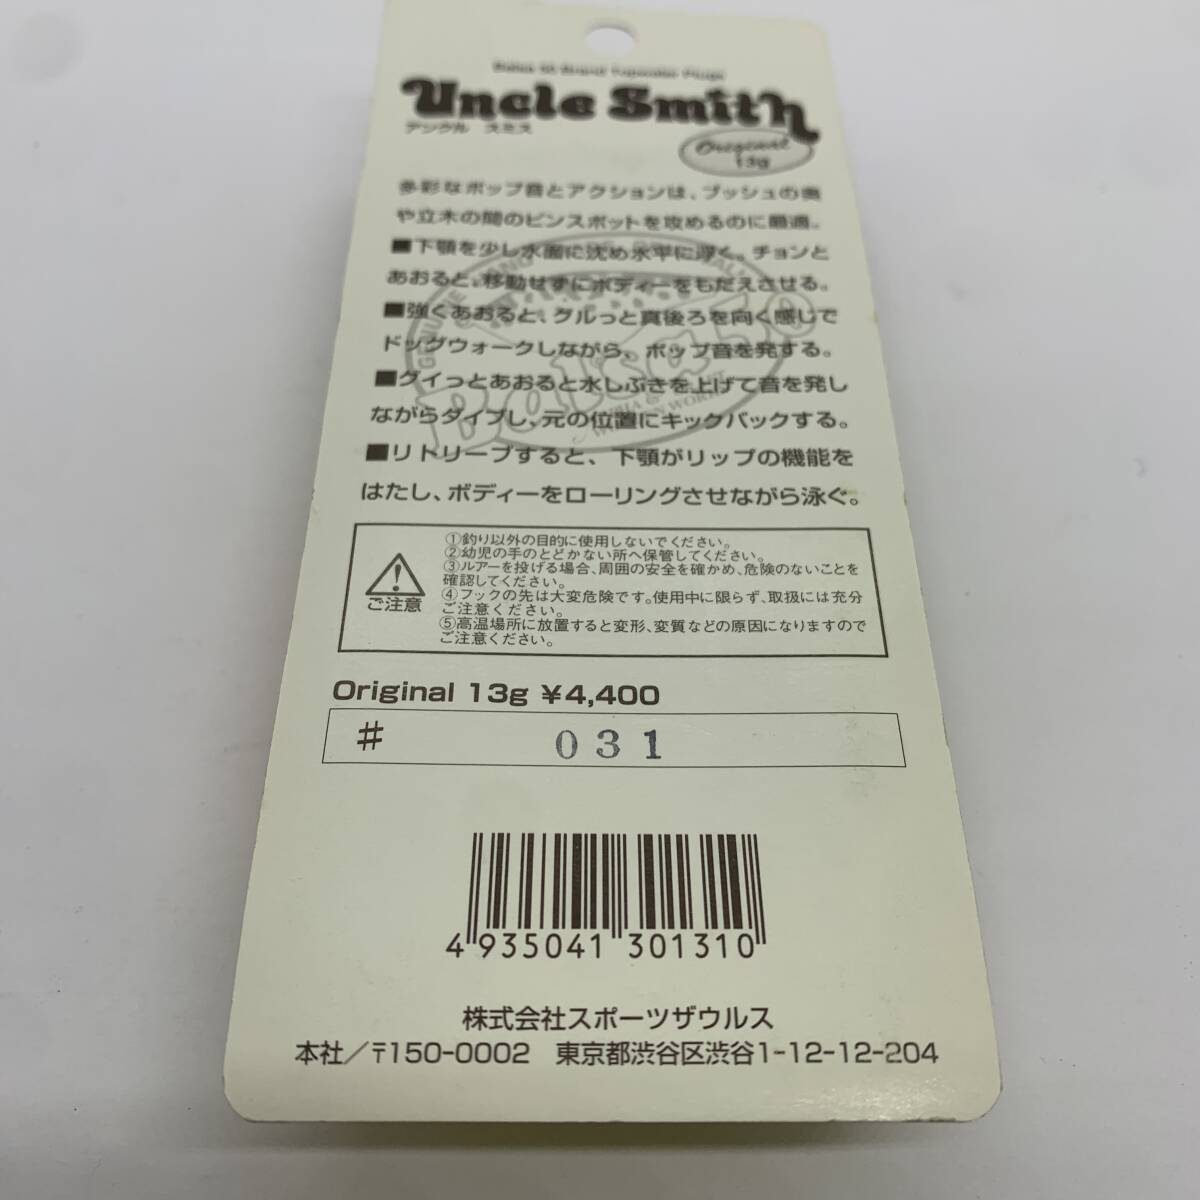 Balsa 50 Brand Topwater Plugs
Uncle Smith
アンクル スミス
Original
13g
多彩なポップ音とアクションは、ブッシュの奥
や立木の間のピンスポットを攻めるのに最適。
■下顎を少し水面に沈め水平に浮く。チョンと
あおると、移動せずにボディーをもだえさせる。
■強くあおると、グルっと真後ろを向く感じで
ドッグウォークしながら、ポップ音を発する。
■グイっとあおると水しぶきを上げて音を発し
ながらダイブし、元の位置にキックバックする。
■リトリーブすると、下顎がリップの機能を
はたし、ボディーをローリングさせながら泳ぐ。
GENUINE
Balsa50
ご注意
①釣り以外の目的に使用しないでください。
②幼児の手のとどかない所へ保管してください。
③ルアーを投げる場合、周囲の安全を確かめ、危険のないことを
確認してください。
④フックの先は大変危険です。使用中に限らず、取扱には充分
ご注意ください。
⑤高温場所に放置すると変形、変質などの原因になりますので
ご注意ください。
Original 13g ¥4,400
# 031
4 935041 301310
株式会社スポーツザウルス
本社/〒150-0002 東京都渋谷区渋谷1-12-12-204